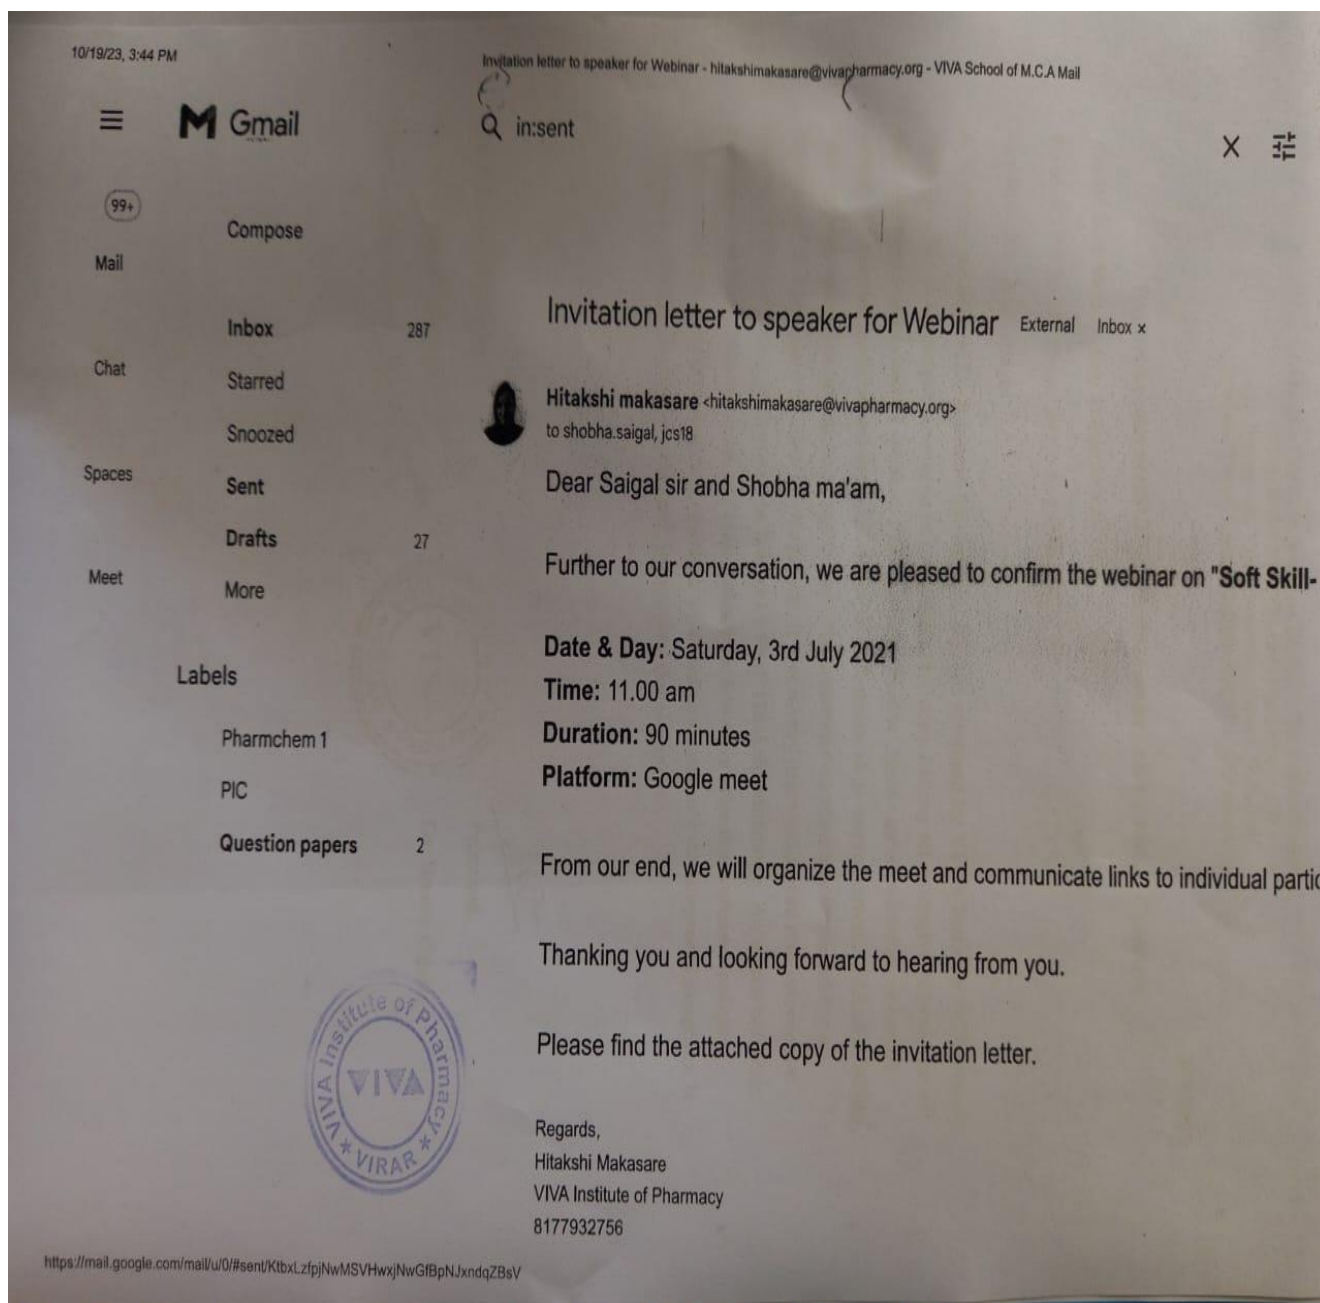 10/19/23, 3:44 PM
Invitation letter to speaker for Webinar - hitakshimakasare@vivapharmacy.org - VIVA School of M.C.A Mail
Gmail
in:sent
X
99+
Compose
Mail
Inbox 287
Chat
Starred
Snoozed
Spaces
Sent
Drafts 27
Meet
More
Labels
Pharmchem 1
PIC
Question papers 2
Invitation letter to speaker for Webinar External Inbox x
Hitakshi makasare <hitakshimakasare@vivapharmacy.org>
to shobha.saigal, jcs18
Dear Saigal sir and Shobha ma'am,
Further to our conversation, we are pleased to confirm the webinar on "Soft Skill-
Date & Day: Saturday, 3rd July 2021
Time: 11.00 am
Duration: 90 minutes
Platform: Google meet
From our end, we will organize the meet and communicate links to individual partic
Thanking you and looking forward to hearing from you.
Please find the attached copy of the invitation letter.
Regards,
Hitakshi Makasare
VIVA Institute of Pharmacy
8177932756
VIVA Institute of Pharmacy
VIVA
* VIRAR *
https://mail.google.com/mail/u/0/#sent/KtbxLzfpjNwMSVHwxjNwGfBpNJxndqZBsV